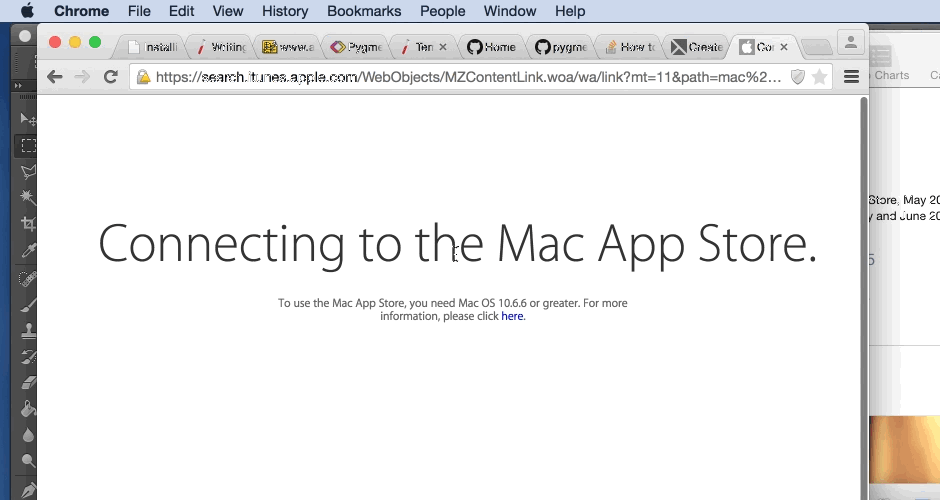 Chrome File Edit View History Bookmarks People Window Help
Installi Writing www.a Pygme Ten Home pygme How to Create Co
https://search.itunes.apple.com/WebObjects/MZContentLink.woa/wa/link?mt=11&path=mac%2...
Charts Ca
Store, May 20
y and June 20
5
Connecting to the Mac App Store.
To use the Mac App Store, you need Mac OS 10.6.6 or greater. For more
information, please click here.